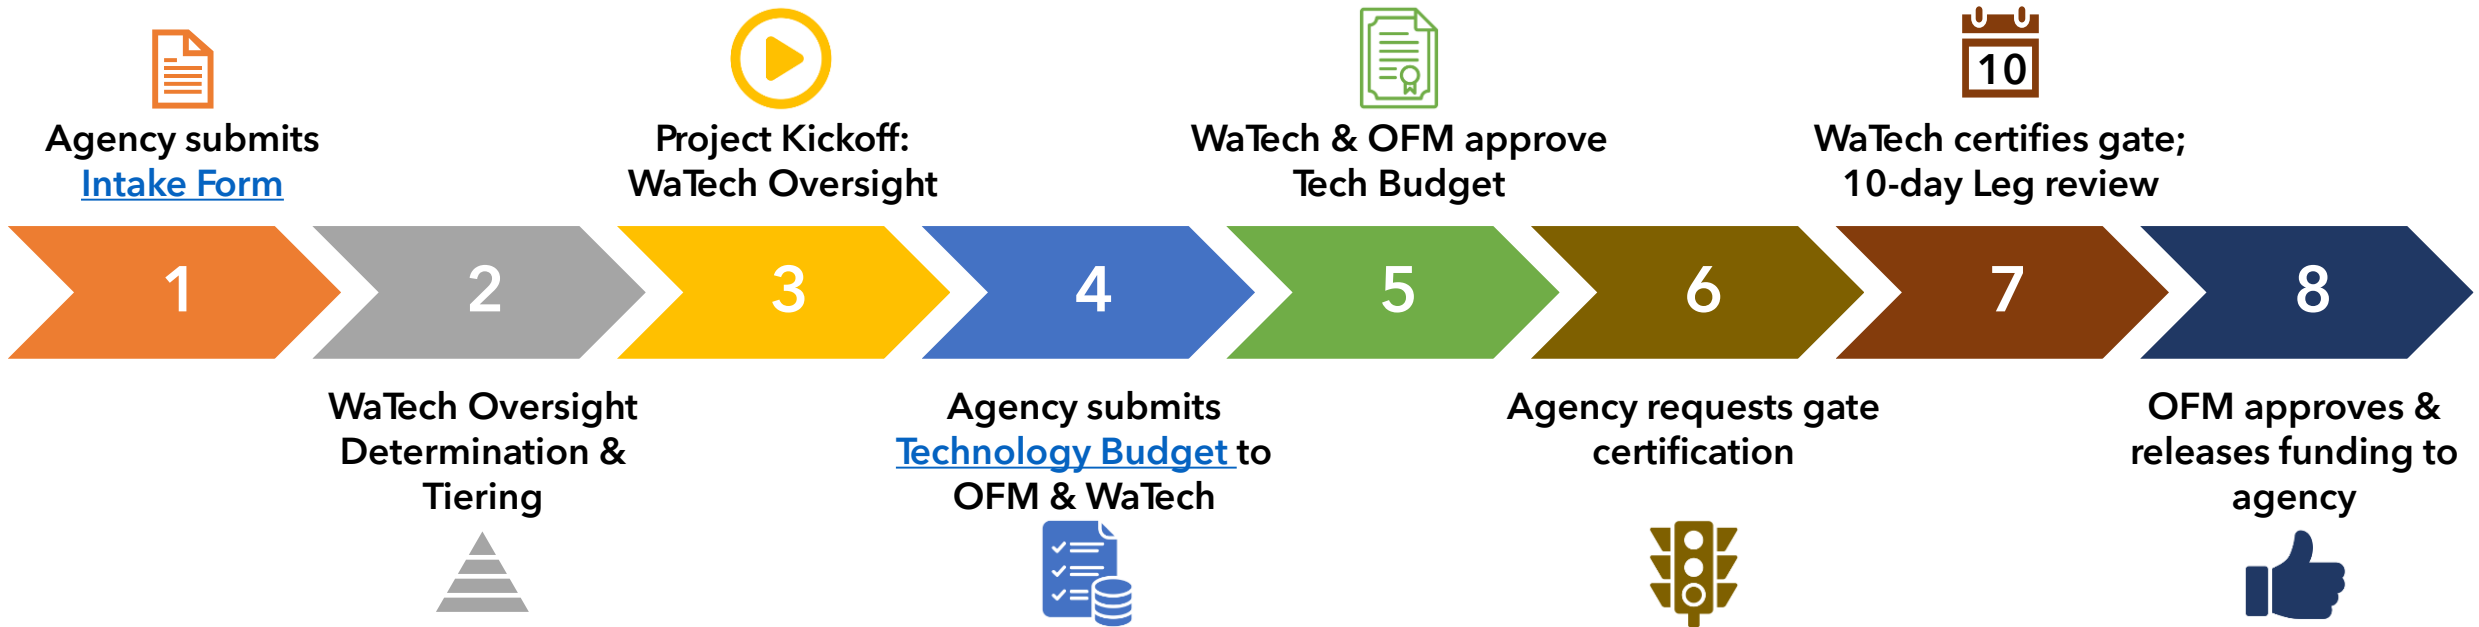 Agency submits
Intake Form
Project Kickoff:
WaTech Oversight
WaTech & OFM approve
Tech Budget
10
WaTech certifies gate;
10-day Leg review
1
2
3
4
5
6
7
8
WaTech Oversight
Determination &
Tiering
Agency submits
Technology Budget to
OFM & WaTech
Agency requests gate
certification
OFM approves &
releases funding to
agency